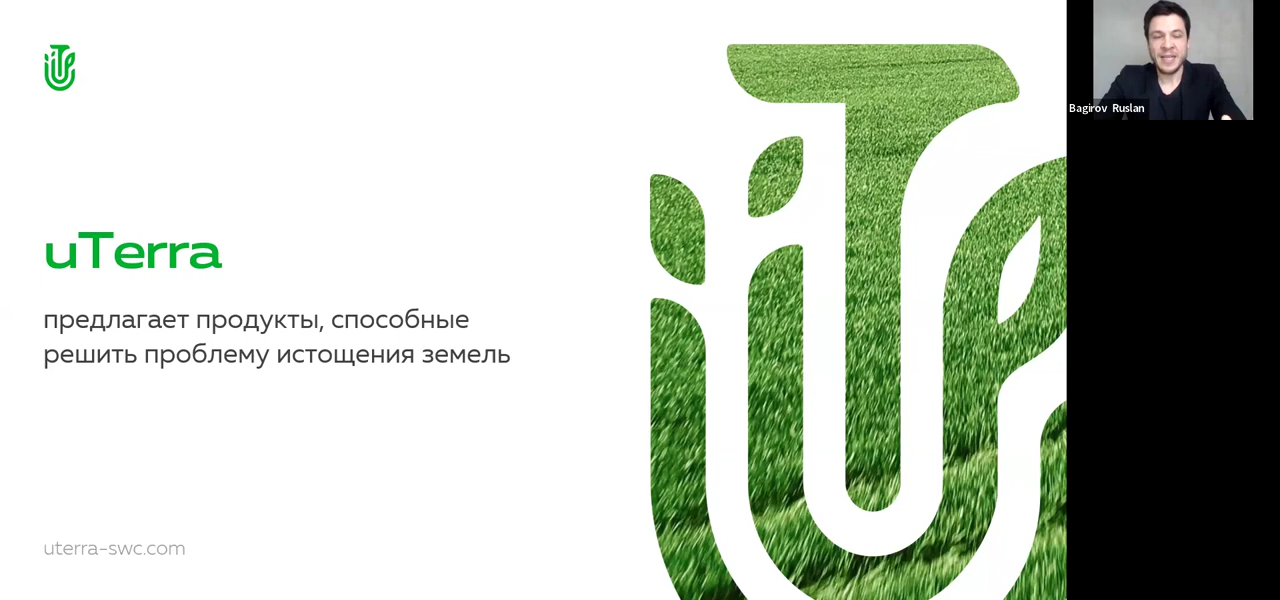 uTerra
предлагает продукты, способные
решить проблему истощения земель
uterra-swc.com
Bagirov Ruslan